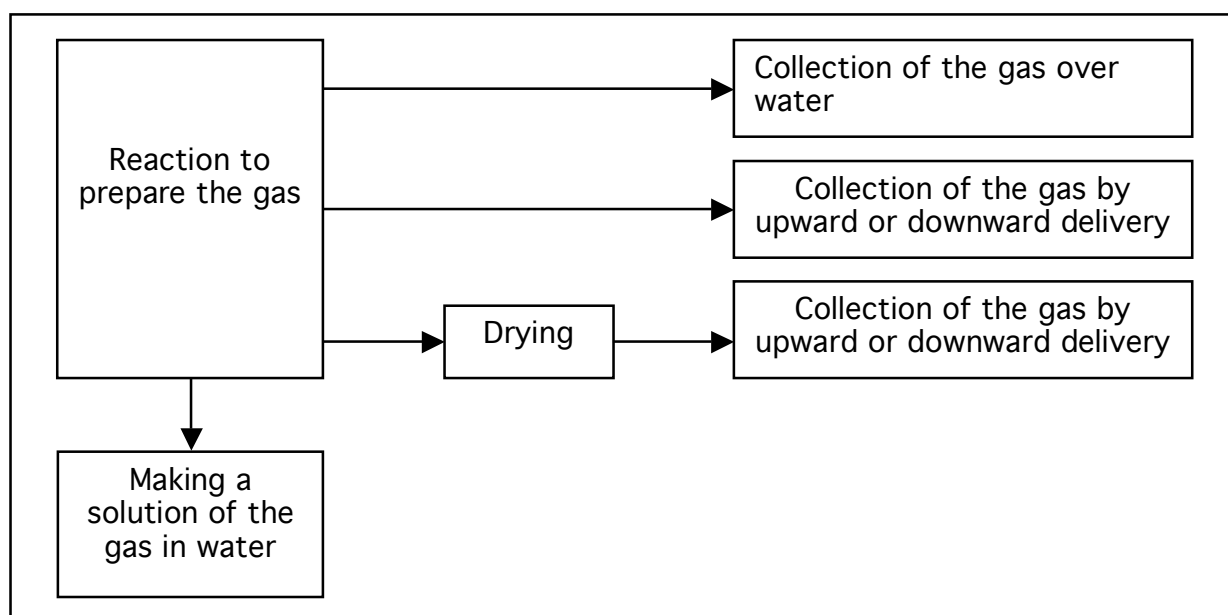 Reaction to
prepare the gas
Collection of the gas over
water
Collection of the gas by
upward or downward delivery
Drying
Collection of the gas by
upward or downward delivery
Making a
solution of the
gas in water